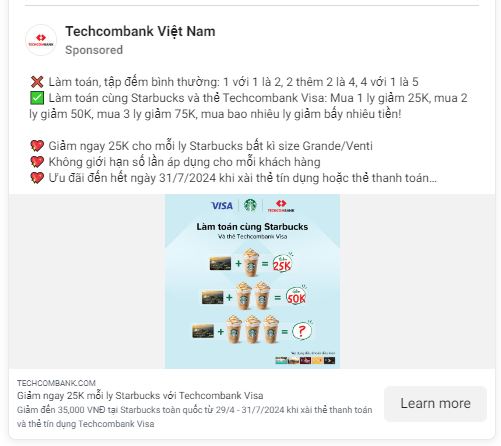 Techcombank Việt Nam
Sponsored
Làm toán, tập đếm bình thường: 1 với 1 là 2, 2 thêm 2 là 4, 4 với 1 là 5
Làm toán cùng Starbucks và thẻ Techcombank Visa: Mua 1 ly giảm 25K, mua 2
ly giảm 50K, mua 3 ly giảm 75K, mua bao nhiêu ly giảm bấy nhiêu tiền!
Giảm ngay 25K cho mỗi ly Starbucks bất kì size Grande/Venti
Không giới hạn số lần áp dụng cho mỗi khách hàng
Ưu đãi đến hết ngày 31/7/2024 khi xài thẻ tín dụng hoặc thẻ thanh toán...
VISA TECHCOMBANK
Làm toán cùng Starbucks
Và thẻ Techcombank Visa
+ = Giảm 25K
+ = Giảm 50K
+ = ?
TECHCOMBANK.COM
Giảm ngay 25K mỗi ly Starbucks với Techcombank Visa
Giảm đến 35,000 VNĐ tại Starbucks toàn quốc từ 29/4 - 31/7/2024 khi xài thẻ thanh toán
và thẻ tín dụng Techcombank Visa
Learn more